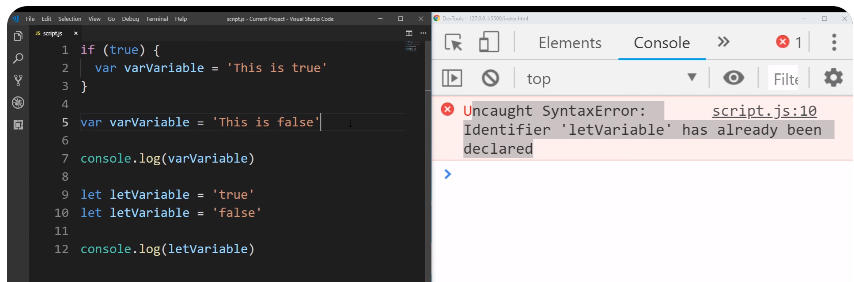 File Edit Selection View Go Debug Terminal Help script.js - Current Project - Visual Studio Code
script.js
1 if (true) {
2 var varVariable = 'This is true'
3 }
4
5 var varVariable = 'This is false'
6
7 console.log(varVariable)
8
9 let letVariable = 'true'
10 let letVariable = 'false'
11
12 console.log(letVariable)
DevTools - 127.0.0.1:5500/index.html
Elements Console 1
top Filte
Uncaught SyntaxError: script.js:10
Identifier 'letVariable' has already been
declared